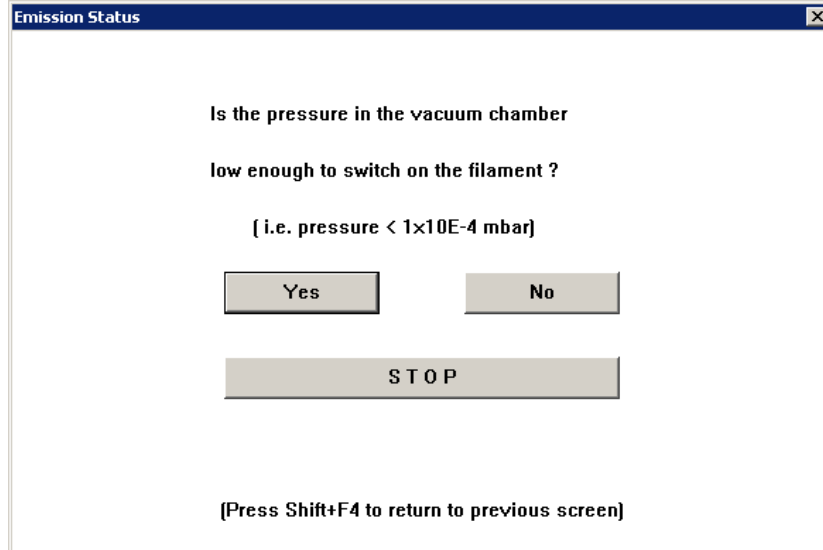 Emission Status
Is the pressure in the vacuum chamber
low enough to switch on the filament ?
( i.e. pressure < 1x10E-4 mbar)
Yes No
S T O P
(Press Shift+F4 to return to previous screen)